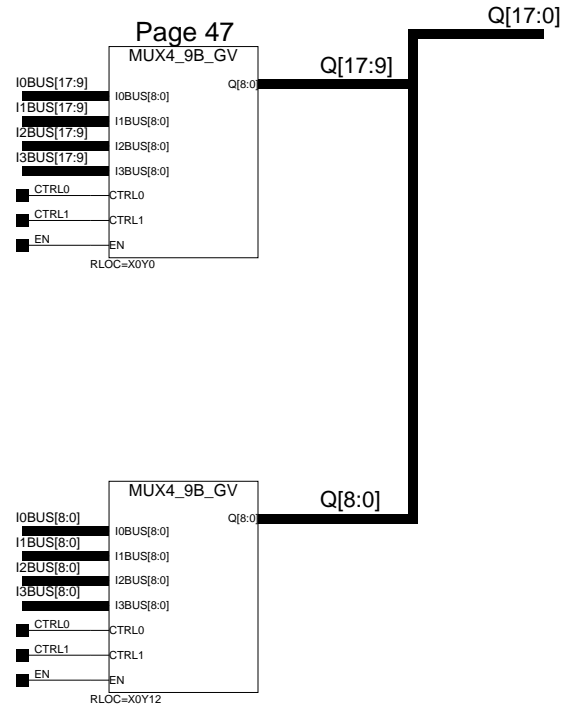 Q[17:0]
Page 47
MUX4_9B_GV
Q[17:9]
Q[8:0]
I0BUS[17:9]
I0BUS[8:0]
I1BUS[17:9]
I1BUS[8:0]
I2BUS[17:9]
I2BUS[8:0]
I3BUS[17:9]
I3BUS[8:0]
CTRL0
CTRL0
CTRL1
CTRL1
EN
EN
RLOC=X0Y0
MUX4_9B_GV
Q[8:0]
Q[8:0]
I0BUS[8:0]
I0BUS[8:0]
I1BUS[8:0]
I1BUS[8:0]
I2BUS[8:0]
I2BUS[8:0]
I3BUS[8:0]
I3BUS[8:0]
CTRL0
CTRL0
CTRL1
CTRL1
EN
EN
RLOC=X0Y12